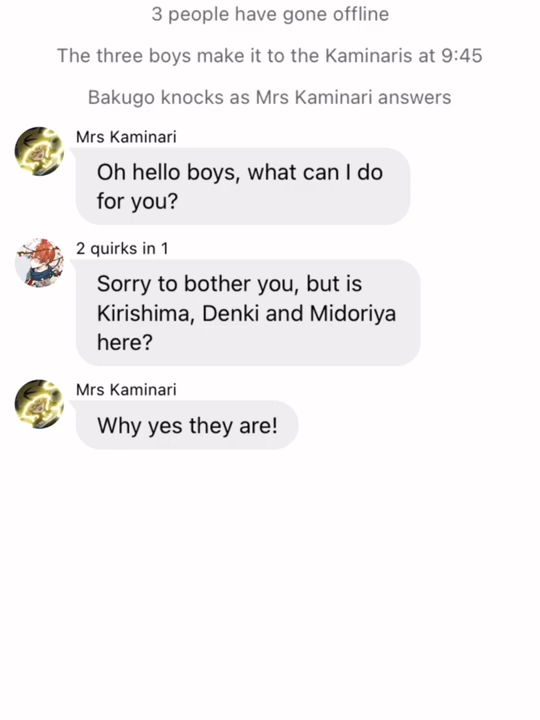 3 people have gone offline
The three boys make it to the Kaminaris at 9:45
Bakugo knocks as Mrs Kaminari answers
Mrs Kaminari
Oh hello boys, what can I do
for you?
2 quirks in 1
Sorry to bother you, but is
Kirishima, Denki and Midoriya
here?
Mrs Kaminari
Why yes they are!